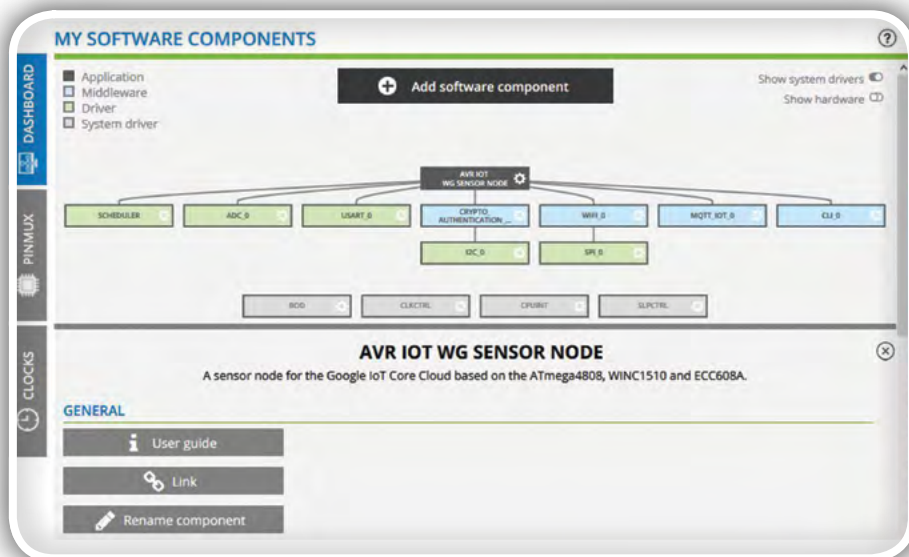 MY SOFTWARE COMPONENTS
DASHBOARD
PINMUX
CLOCKS
Application
Middleware
Driver
System driver
Add software component
Show system drivers
Show hardware
AVR IOT
WG SENSOR NODE
SCHEDULER
ADC_0
USART_0
CRYPTO_
AUTHENTICATION_...
WIFI_0
MQTT_IOT_0
CLI_0
I2C_0
SPI_0
BOD
CLKCTRL
CPUINT
SLPCTRL
AVR IOT WG SENSOR NODE
A sensor node for the Google IoT Core Cloud based on the ATmega4808, WINC1510 and ECC608A.
GENERAL
User guide
Link
Rename component